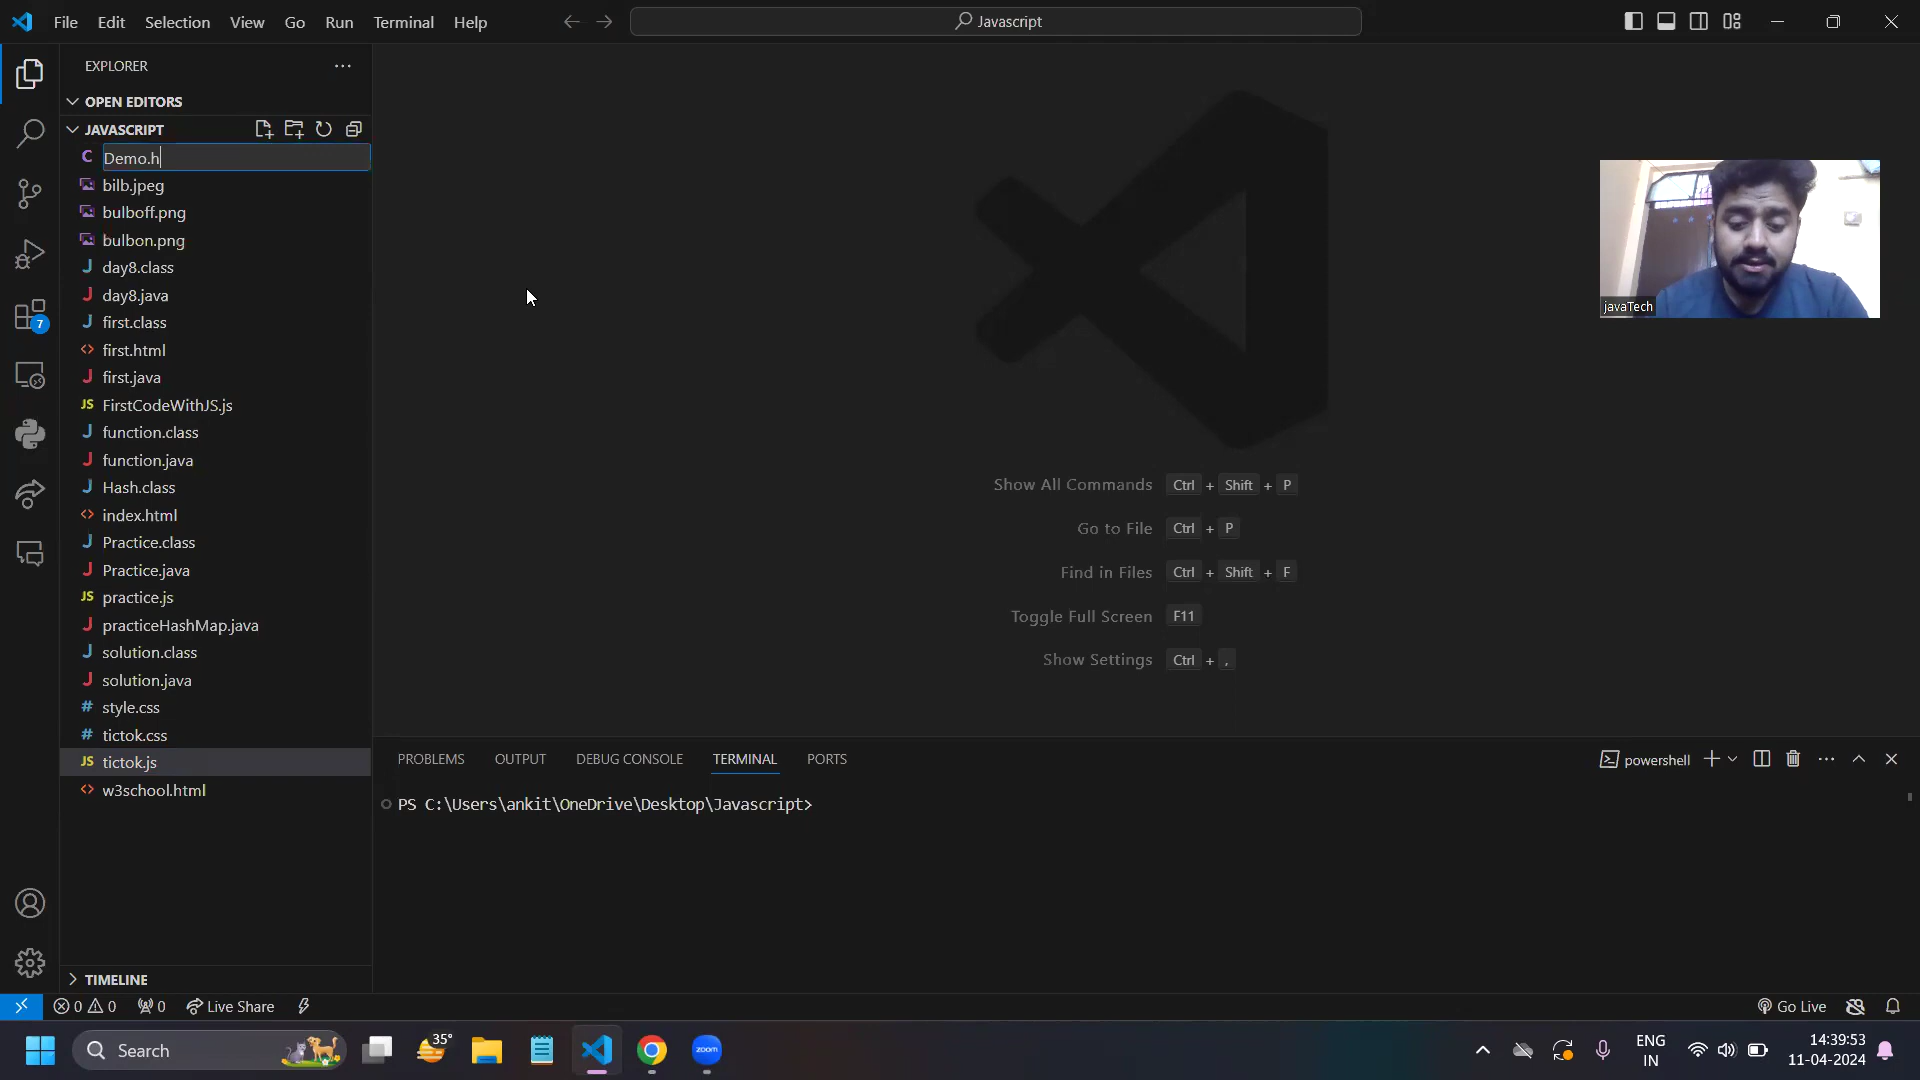 File Edit Selection View Go Run Terminal Help
Javascript
EXPLORER
OPEN EDITORS
JAVASCRIPT
Demo.h
bilb.jpeg
bulboff.png
bulbon.png
day8.class
day8.java
first.class
first.html
first.java
JS FirstCodeWithJS.js
function.class
function.java
Hash.class
index.html
Practice.class
Practice.java
JS practice.js
practiceHashMap.java
solution.class
solution.java
# style.css
# tictok.css
JS tictok.js
w3school.html
TIMELINE
7
Show All Commands Ctrl + Shift + P
Go to File Ctrl + P
Find in Files Ctrl + Shift + F
Toggle Full Screen F11
Show Settings Ctrl + ,
javaTech
PROBLEMS OUTPUT DEBUG CONSOLE TERMINAL PORTS
powershell
PS C:\Users\ankit\OneDrive\Desktop\Javascript>
0 0 0 Live Share
Go Live
Search
35°
zoom
ENG
IN
14:39:53
11-04-2024